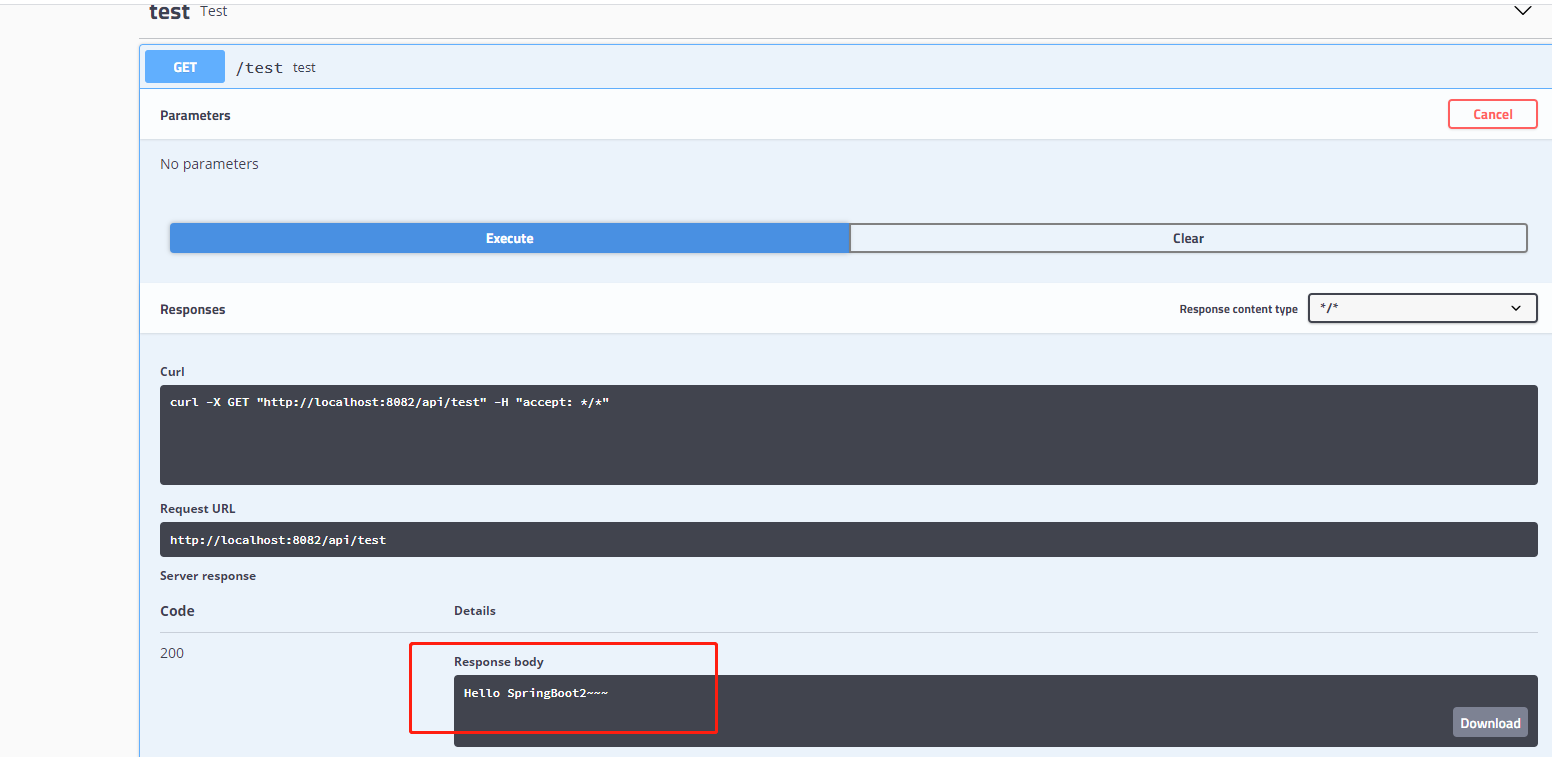 test Test
GET /test test
Parameters Cancel
No parameters
Execute Clear
Responses Response content type */*
Curl
curl -X GET "http://localhost:8082/api/test" -H "accept: */*"
Request URL
http://localhost:8082/api/test
Server response
Code Details
200 Response body
Hello SpringBoot2~~~
Download